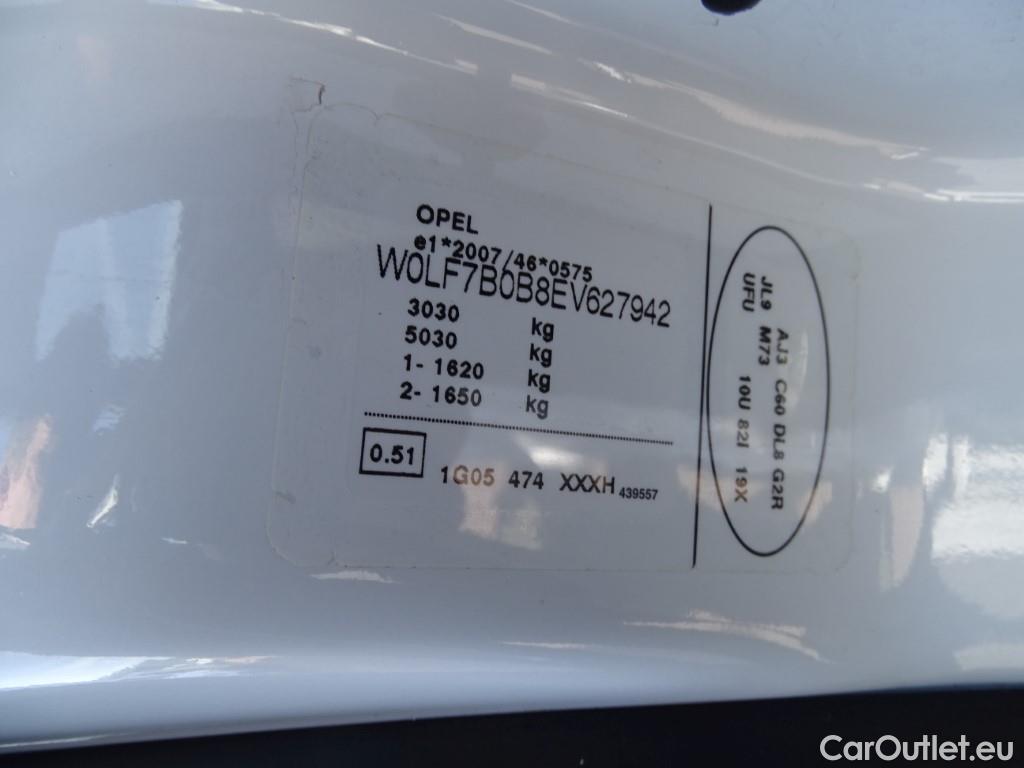 OPEL
e1*2007/46*0575
W0LF7B0B8EV627942
3030 kg
5030 kg
1- 1620 kg
2- 1650 kg
0.51 1G05 474 XXXH 439557
AJ3 C60 DL8 G2R
JL9 M73 10U 82I 19X
UFU
CarOutlet.eu